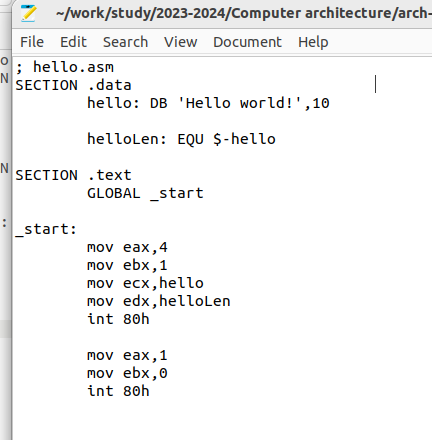 ~/work/study/2023-2024/Computer architecture/arch-
File Edit Search View Document Help
; hello.asm
SECTION .data
hello: DB 'Hello world!',10
helloLen: EQU $-hello
SECTION .text
GLOBAL _start
_start:
mov eax,4
mov ebx,1
mov ecx,hello
mov edx,helloLen
int 80h
mov eax,1
mov ebx,0
int 80h